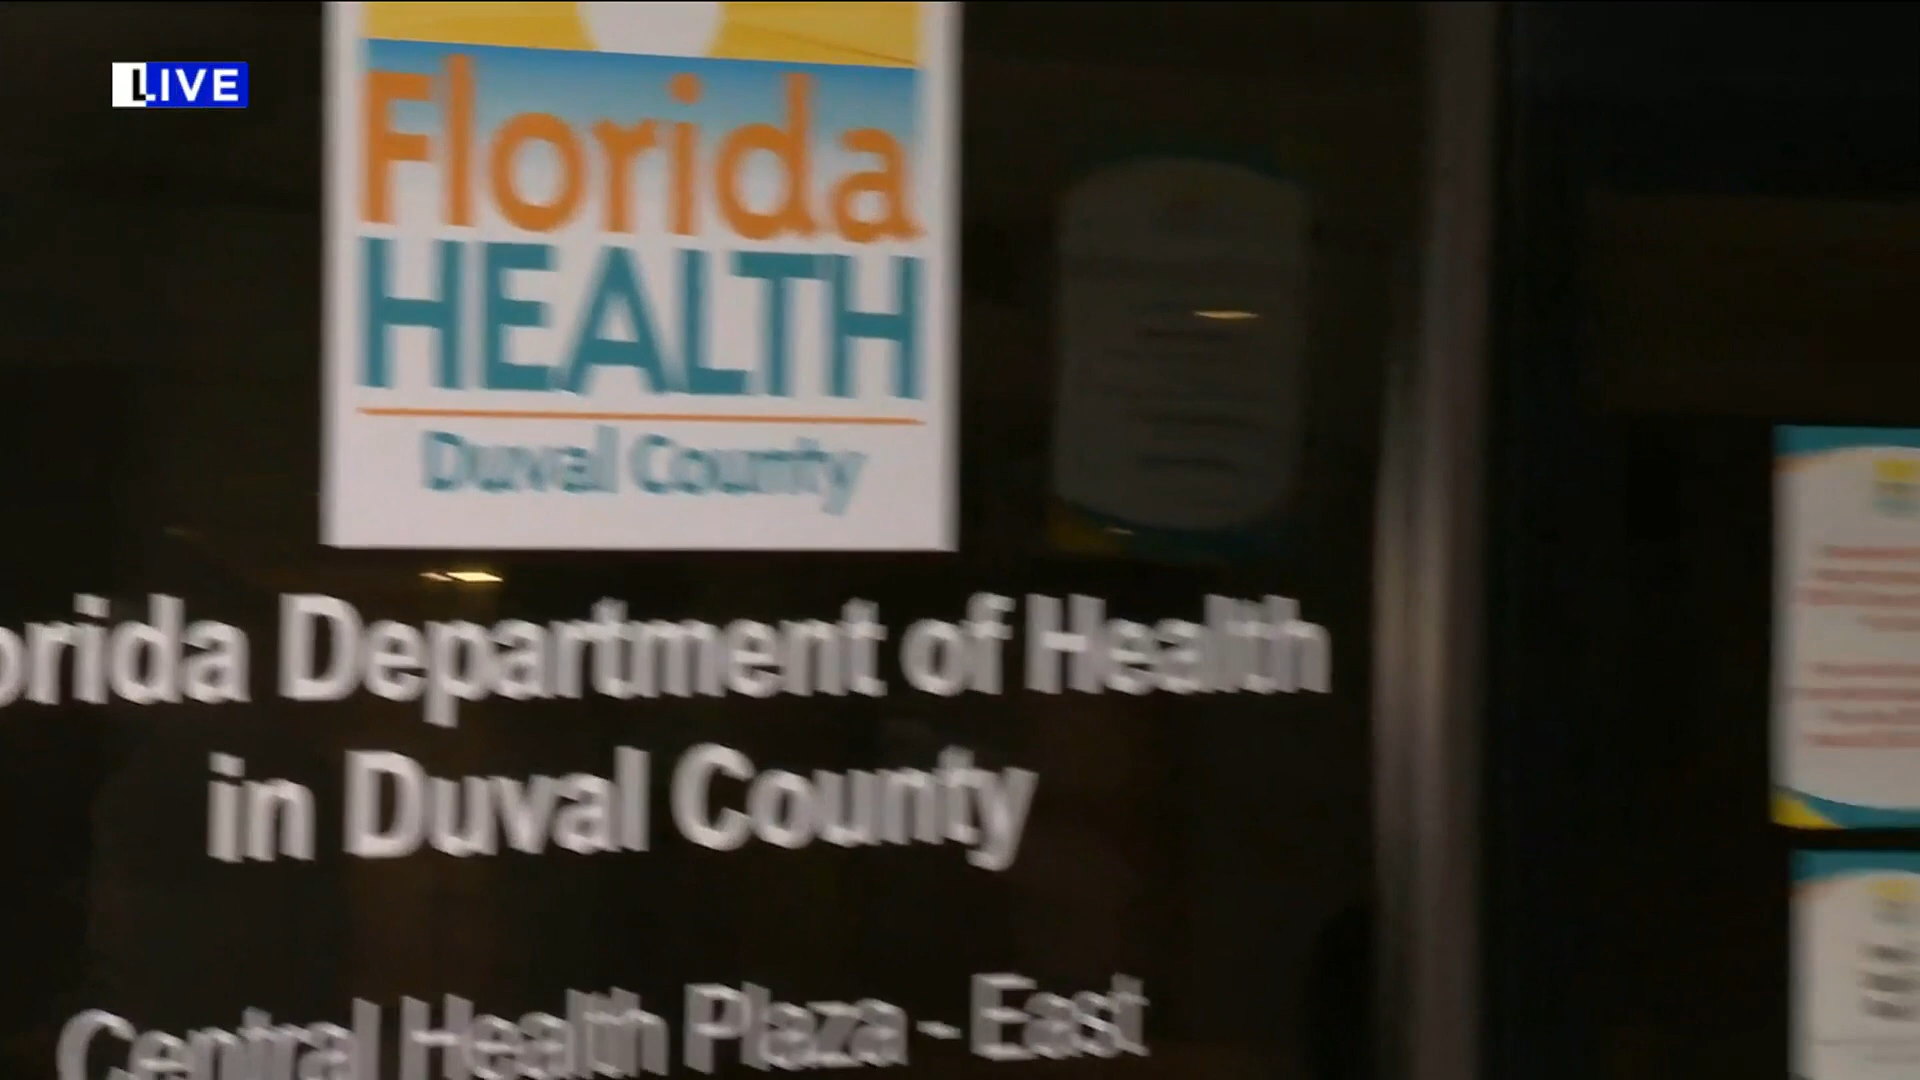 LIVE
Florida
HEALTH
Duval County
orida Department of Health
in Duval County
Central Health Plaza - East